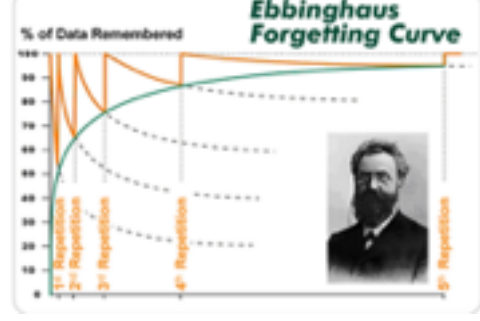 Ebbinghaus
Forgetting Curve
% of Data Remembered
100
90
80
70
60
50
40
30
20
10
0
1st Repetition
2nd Repetition
3rd Repetition
4th Repetition
5th Repetition